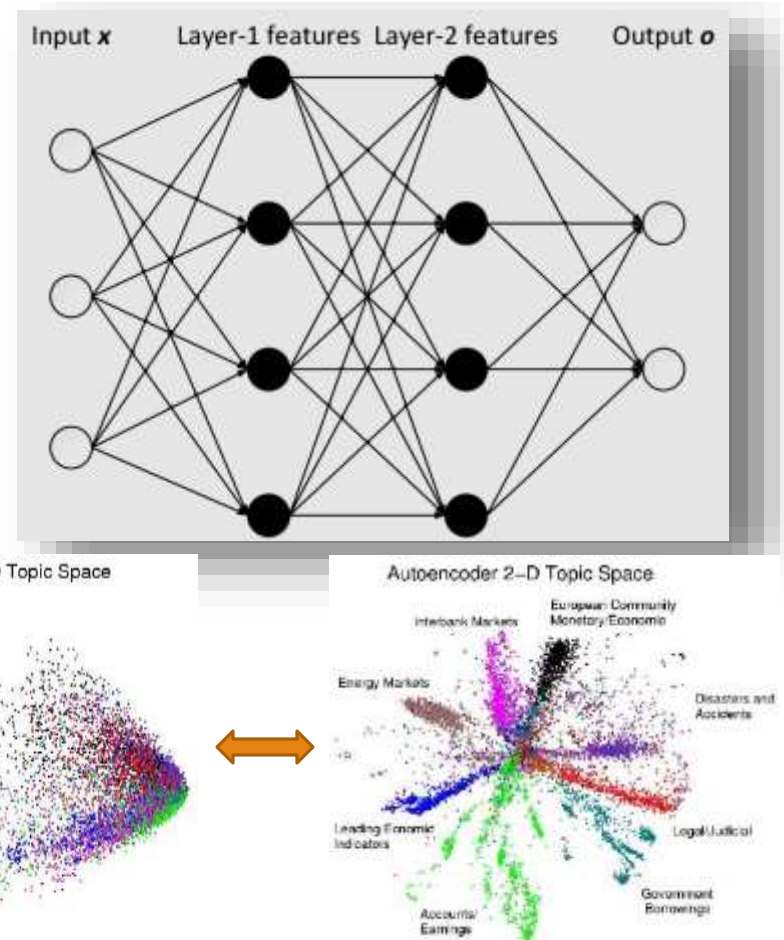 Input x
Layer-1 features
Layer-2 features
Output o
Topic Space
Autoencoder 2–D Topic Space
Interbank Markets
European Community
Monetary/Economic
Energy Markets
Disasters and
Accidents
Leading Ecnomic
Indicators
Legal/Judicial
Government
Borrowings
Accounts/
Earnings